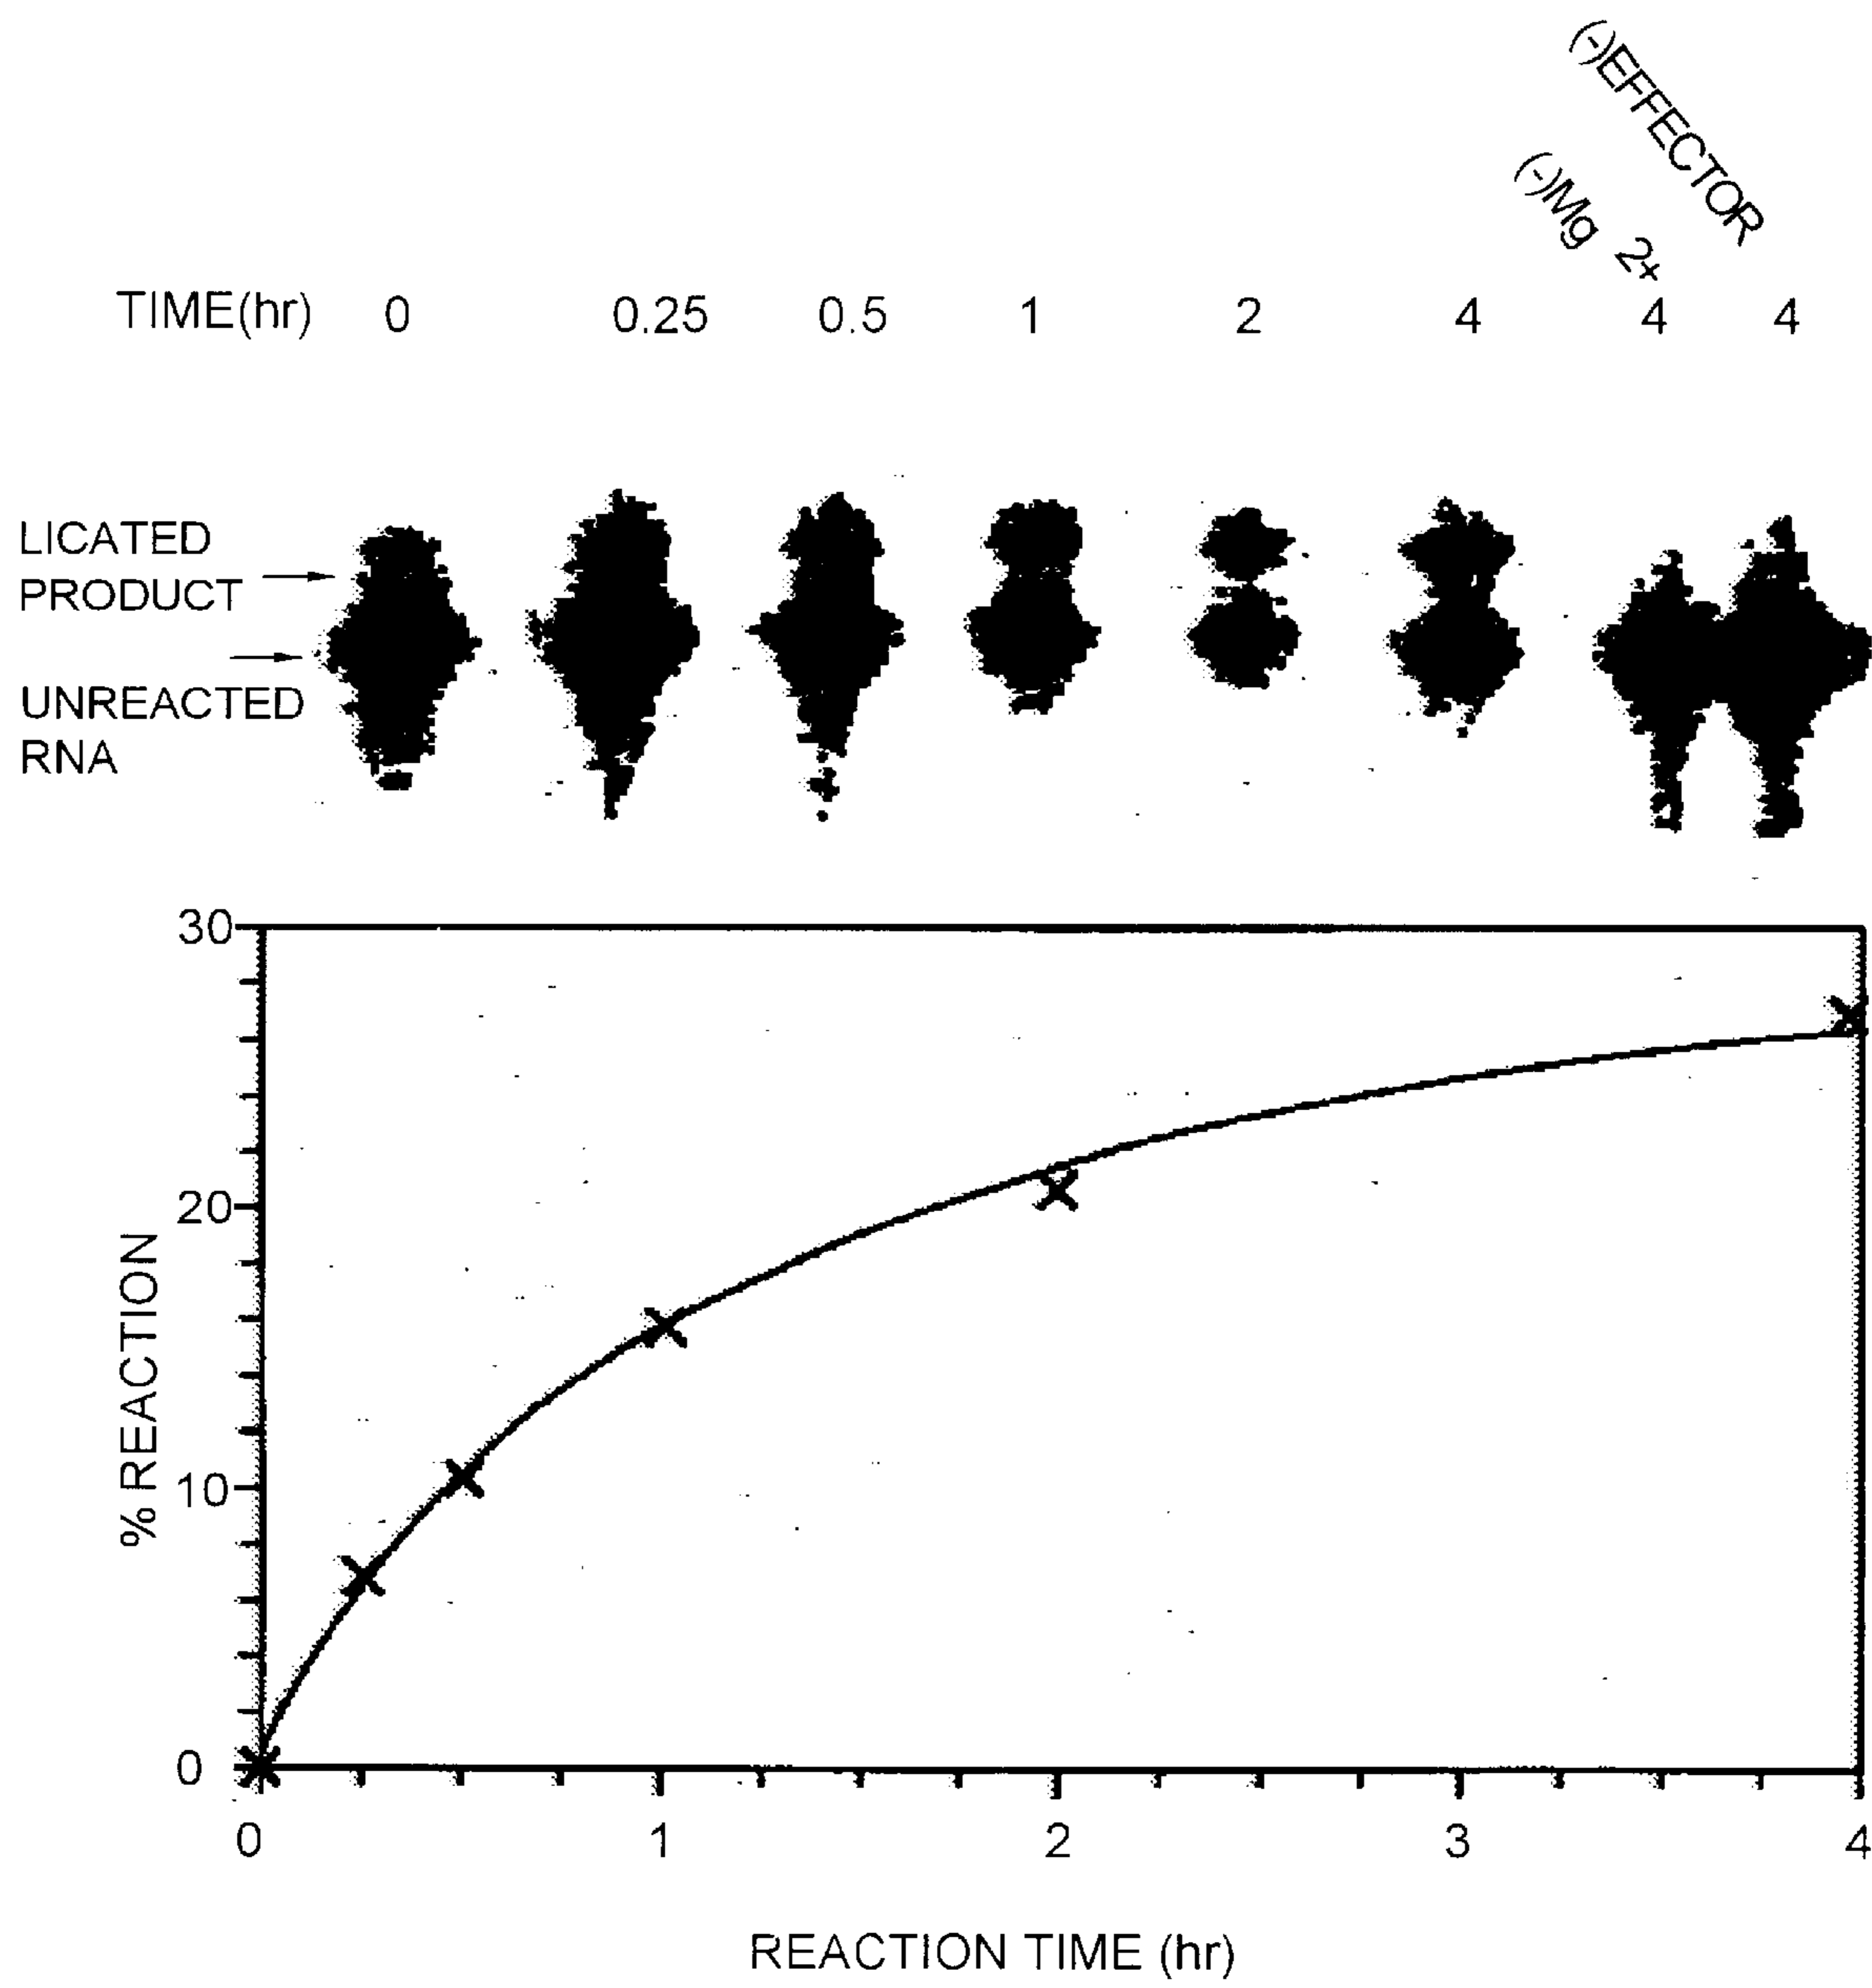 (-)EFFECTOR
(-)Mg 2+
TIME(hr) 0 0.25 0.5 1 2 4 4 4
LICATED
PRODUCT
UNREACTED
RNA
30
20
10
0
% REACTION
0 1 2 3 4
REACTION TIME (hr)